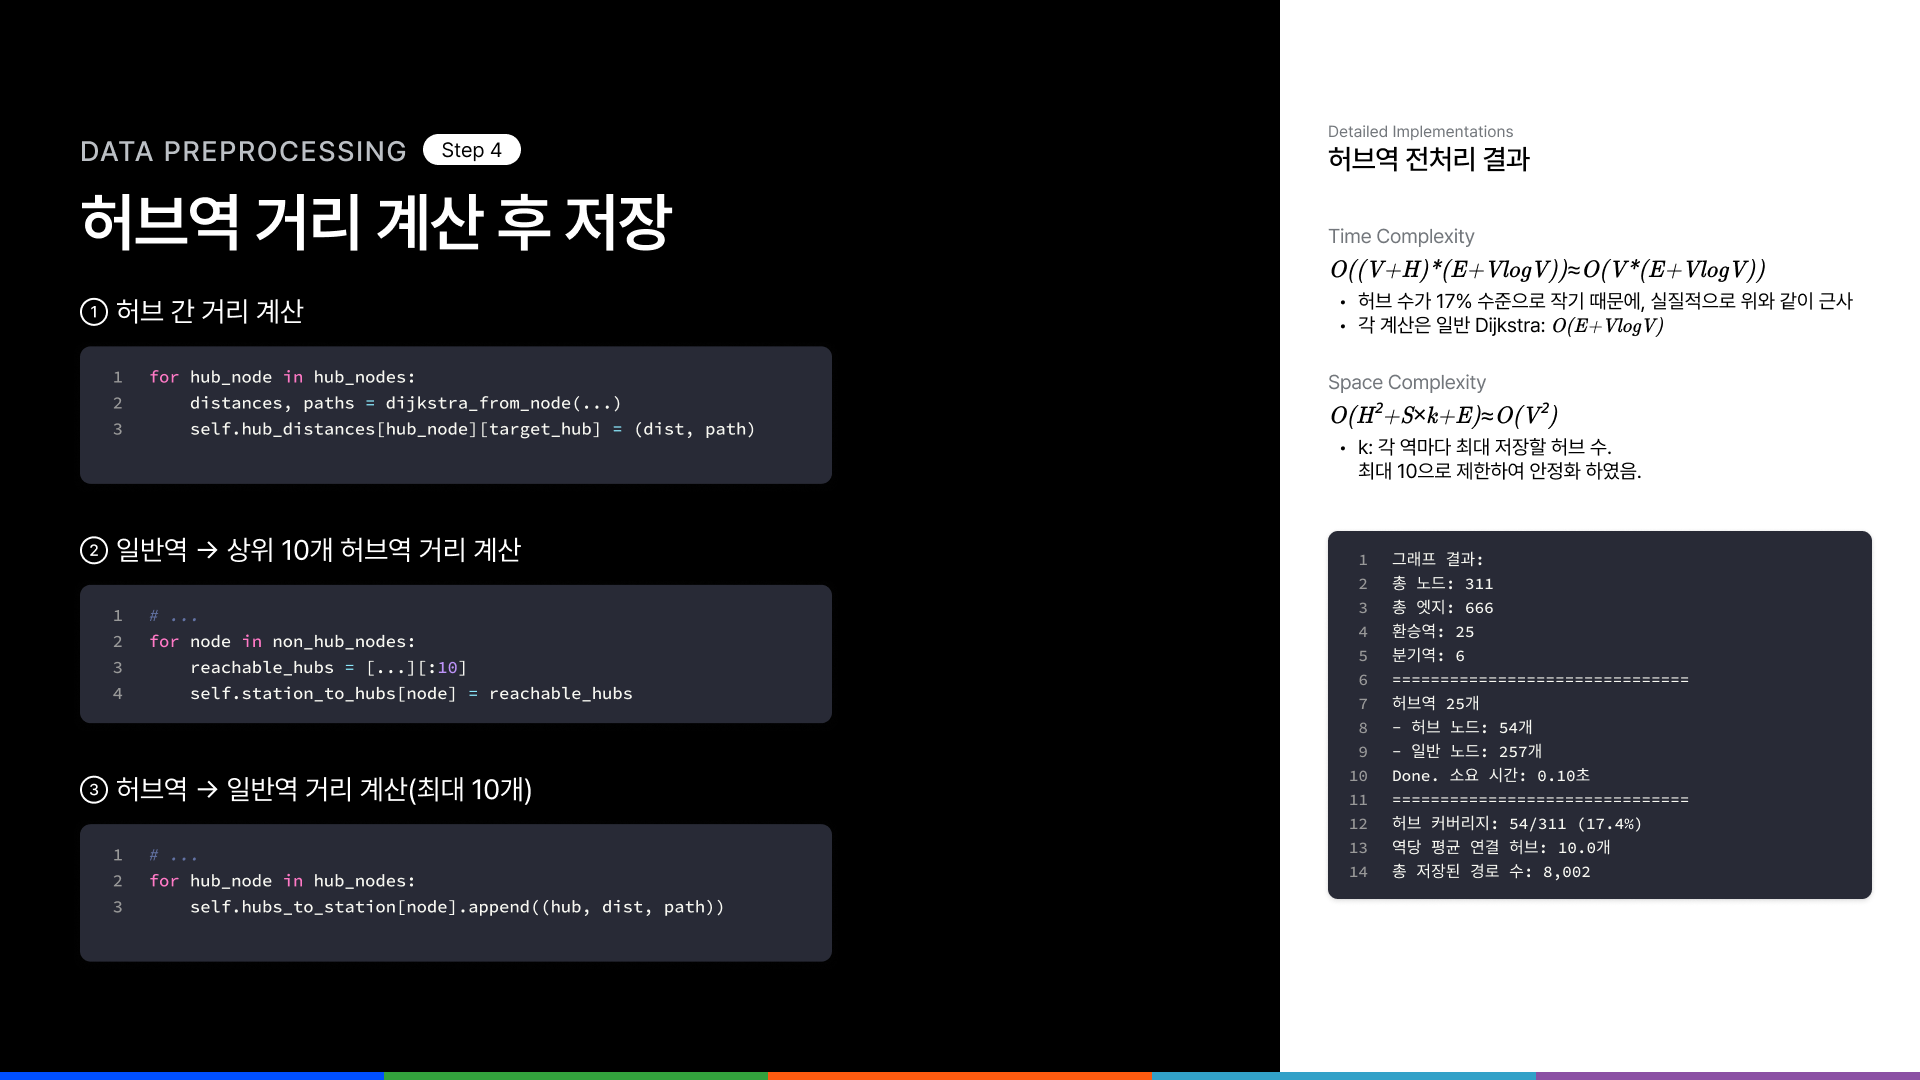 DATA PREPROCESSING Step 4
허브역 거리 계산 후 저장
① 허브 간 거리 계산
1 for hub_node in hub_nodes:
2 distances, paths = dijkstra_from_node(...)
3 self.hub_distances[hub_node][target_hub] = (dist, path)
② 일반역 → 상위 10개 허브역 거리 계산
1 # ...
2 for node in non_hub_nodes:
3 reachable_hubs = [...][:10]
4 self.station_to_hubs[node] = reachable_hubs
③ 허브역 → 일반역 거리 계산(최대 10개)
1 # ...
2 for hub_node in hub_nodes:
3 self.hubs_to_station[node].append((hub, dist, path))
Detailed Implementations
허브역 전처리 결과
Time Complexity
O((V+H)*(E+VlogV))≈O(V*(E+VlogV))
• 허브 수가 17% 수준으로 작기 때문에, 실질적으로 위와 같이 근사
• 각 계산은 일반 Dijkstra: O(E+VlogV)
Space Complexity
O(H²+S×k+E)≈O(V²)
• k: 각 역마다 최대 저장할 허브 수.
최대 10으로 제한하여 안정화 하였음.
1 그래프 결과:
2 총 노드: 311
3 총 엣지: 666
4 환승역: 25
5 분기역: 6
6 ===============================
7 허브역 25개
8 - 허브 노드: 54개
9 - 일반 노드: 257개
10 Done. 소요 시간: 0.10초
11 ===============================
12 허브 커버리지: 54/311 (17.4%)
13 역당 평균 연결 허브: 10.0개
14 총 저장된 경로 수: 8,002